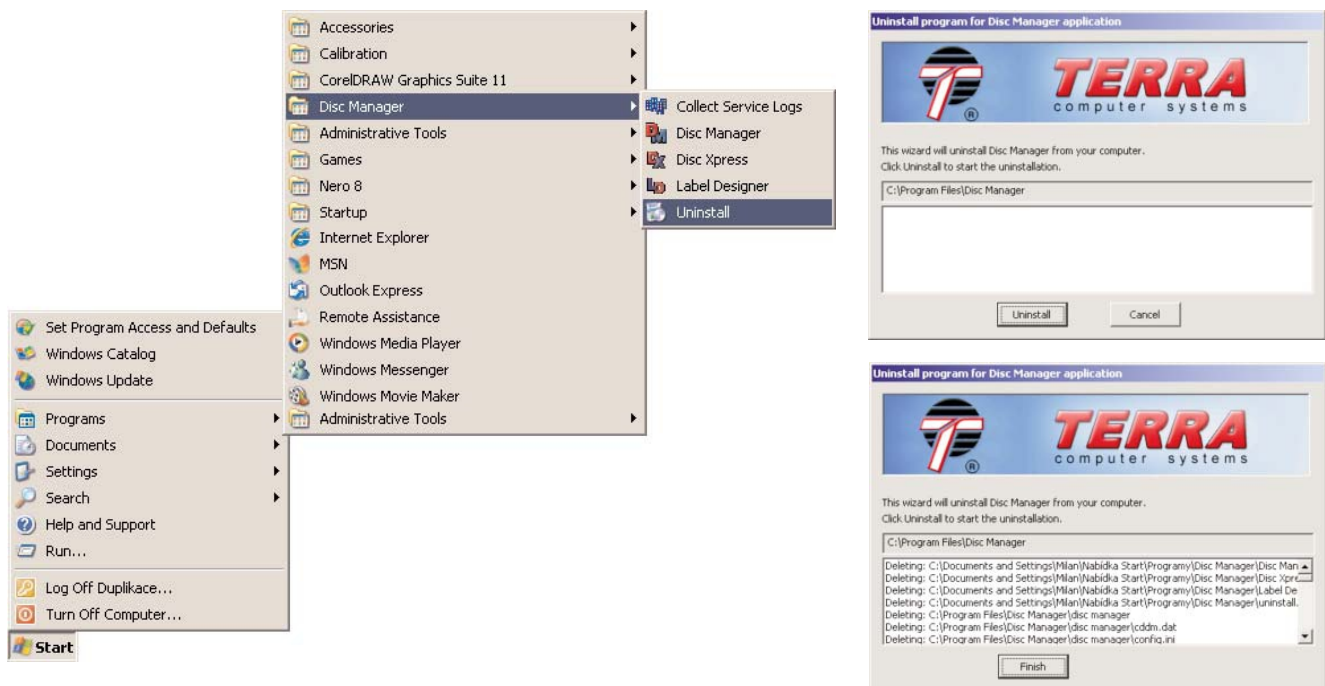 Accessories
Calibration
CorelDRAW Graphics Suite 11
Disc Manager
Administrative Tools
Games
Nero 8
Startup
Internet Explorer
MSN
Outlook Express
Remote Assistance
Windows Media Player
Windows Messenger
Windows Movie Maker
Administrative Tools
Collect Service Logs
Disc Manager
Disc Xpress
Label Designer
Uninstall
Set Program Access and Defaults
Windows Catalog
Windows Update
Programs
Documents
Settings
Search
Help and Support
Run...
Log Off Duplikace...
Turn Off Computer...
Start
Uninstall program for Disc Manager application
TERRA
computer systems
®
This wizard will uninstall Disc Manager from your computer.
Click Uninstall to start the uninstallation.
C:\Program Files\Disc Manager
Uninstall Cancel
Uninstall program for Disc Manager application
TERRA
computer systems
®
This wizard will uninstall Disc Manager from your computer.
Click Uninstall to start the uninstallation.
C:\Program Files\Disc Manager
Deleting: C:\Documents and Settings\Milan\Nabídka Start\Programy\Disc Manager\Disc Man
Deleting: C:\Documents and Settings\Milan\Nabídka Start\Programy\Disc Manager\Disc Xpre
Deleting: C:\Documents and Settings\Milan\Nabídka Start\Programy\Disc Manager\Label De
Deleting: C:\Documents and Settings\Milan\Nabídka Start\Programy\Disc Manager\uninstall.
Deleting: C:\Program Files\Disc Manager\disc manager
Deleting: C:\Program Files\Disc Manager\disc manager\cddm.dat
Deleting: C:\Program Files\Disc Manager\disc manager\config.ini
Finish